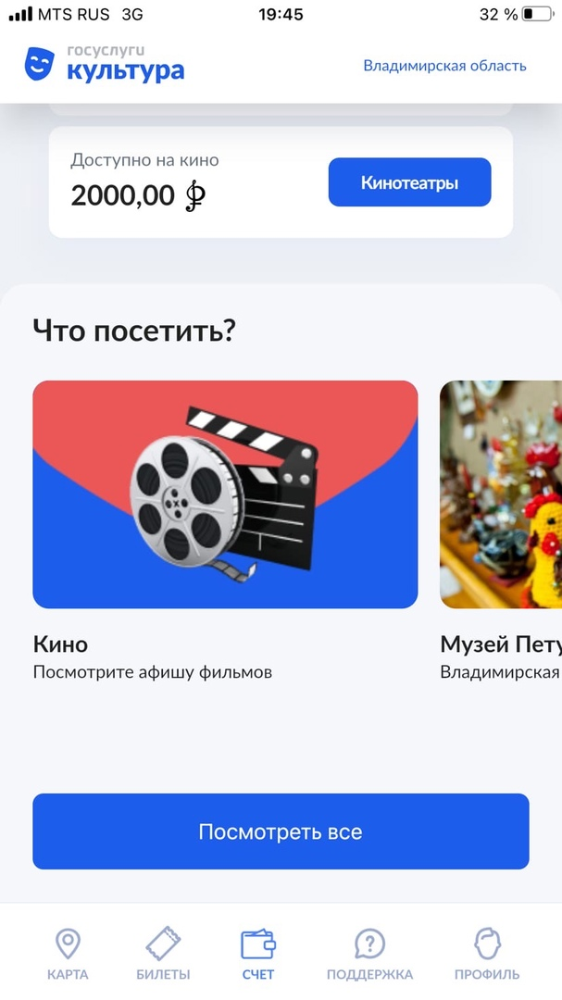 MTS RUS 3G 19:45 32 %
госуслуги
культура
Владимирская область
Доступно на кино
2000,00
Кинотеатры
Что посетить?
Кино
Посмотрите афишу фильмов
Музей Пету
Владимирская
Посмотреть все
КАРТА БИЛЕТЫ СЧЕТ ПОДДЕРЖКА ПРОФИЛЬ